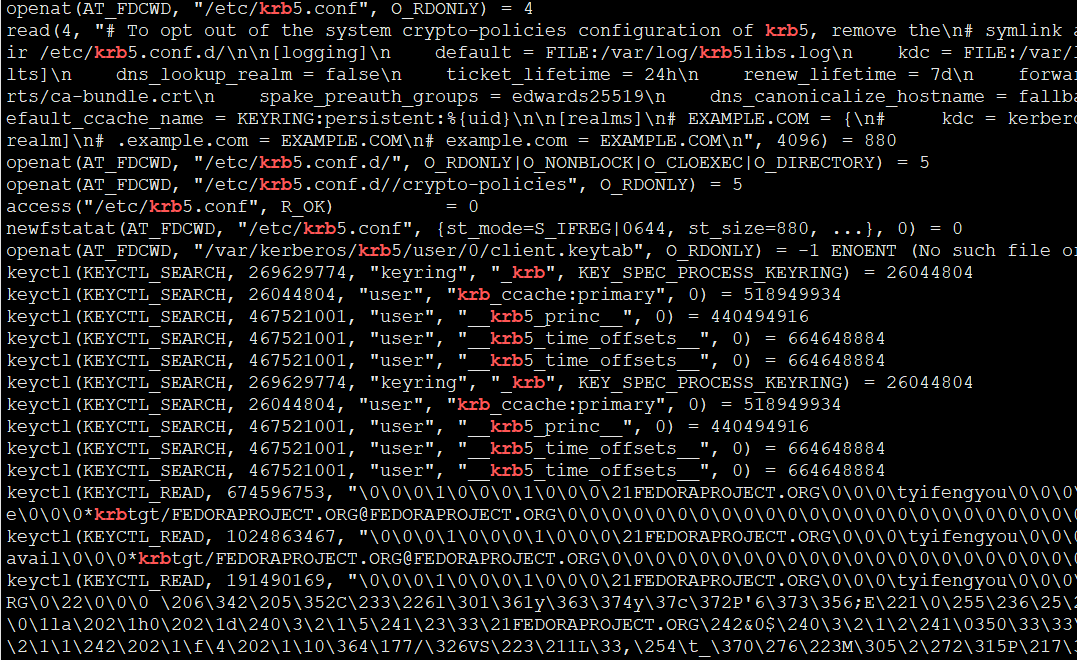 openat(AT_FDCWD, "/etc/krb5.conf", O_RDONLY) = 4
read(4, "# To opt out of the system crypto-policies configuration of krb5, remove the\n# symlink a
ir /etc/krb5.conf.d/\n\n[logging]\n    default = FILE:/var/log/krb5libs.log\n    kdc = FILE:/var/l
lts]\n    dns_lookup_realm = false\n    ticket_lifetime = 24h\n    renew_lifetime = 7d\n    forwar
rts/ca-bundle.crt\n    spake_preauth_groups = edwards25519\n    dns_canonicalize_hostname = fallba
efault_ccache_name = KEYRING:persistent:%{uid}\n\n[realms]\n# EXAMPLE.COM = {\n#     kdc = kerbero
realm]\n# .example.com = EXAMPLE.COM\n# example.com = EXAMPLE.COM\n", 4096) = 880
openat(AT_FDCWD, "/etc/krb5.conf.d/", O_RDONLY|O_NONBLOCK|O_CLOEXEC|O_DIRECTORY) = 5
openat(AT_FDCWD, "/etc/krb5.conf.d//crypto-policies", O_RDONLY) = 5
access("/etc/krb5.conf", R_OK)          = 0
newfstatat(AT_FDCWD, "/etc/krb5.conf", {st_mode=S_IFREG|0644, st_size=880, ...}, 0) = 0
openat(AT_FDCWD, "/var/kerberos/krb5/user/0/client.keytab", O_RDONLY) = -1 ENOENT (No such file or
keyctl(KEYCTL_SEARCH, 269629774, "keyring", "_krb", KEY_SPEC_PROCESS_KEYRING) = 26044804
keyctl(KEYCTL_SEARCH, 26044804, "user", "krb_ccache:primary", 0) = 518949934
keyctl(KEYCTL_SEARCH, 467521001, "user", "__krb5_princ__", 0) = 440494916
keyctl(KEYCTL_SEARCH, 467521001, "user", "__krb5_time_offsets__", 0) = 664648884
keyctl(KEYCTL_SEARCH, 467521001, "user", "__krb5_time_offsets__", 0) = 664648884
keyctl(KEYCTL_SEARCH, 269629774, "keyring", "_krb", KEY_SPEC_PROCESS_KEYRING) = 26044804
keyctl(KEYCTL_SEARCH, 26044804, "user", "krb_ccache:primary", 0) = 518949934
keyctl(KEYCTL_SEARCH, 467521001, "user", "__krb5_princ__", 0) = 440494916
keyctl(KEYCTL_SEARCH, 467521001, "user", "__krb5_time_offsets__", 0) = 664648884
keyctl(KEYCTL_SEARCH, 467521001, "user", "__krb5_time_offsets__", 0) = 664648884
keyctl(KEYCTL_READ, 674596753, "\0\0\0\1\0\0\0\1\0\0\0\21FEDORAPROJECT.ORG\0\0\0\tyifengyou\0\0\0\
e\0\0\0*krbtgt/FEDORAPROJECT.ORG@FEDORAPROJECT.ORG\0\0\0\0\0\0\0\0\0\0\0\0\0\0\0\0\0\0\0\0\0\0\0\0
keyctl(KEYCTL_READ, 1024863467, "\0\0\0\1\0\0\0\1\0\0\0\21FEDORAPROJECT.ORG\0\0\0\tyifengyou\0\0\0
avail\0\0\0*krbtgt/FEDORAPROJECT.ORG@FEDORAPROJECT.ORG\0\0\0\0\0\0\0\0\0\0\0\0\0\0\0\0\0\0\0\0\0\0
keyctl(KEYCTL_READ, 191490169, "\0\0\0\1\0\0\0\1\0\0\0\21FEDORAPROJECT.ORG\0\0\0\tyifengyou\0\0\0\
RG\0\22\0\0\0 \206\342\205\352C\233\226l\301\361y\363\374y\37c\372P'6\373\356;E\221\0\255\236\25\2
\0\1la\202\1h0\202\1d\240\3\2\1\5\241\23\33\21FEDORAPROJECT.ORG\242&0$\240\3\2\1\2\241\0350\33\33\
\2\1\1\242\202\1\f\4\202\1\10\364\177/\326VS\223\211L\33,\254\t_\370\276\223M\305\2\272\315P\217\3